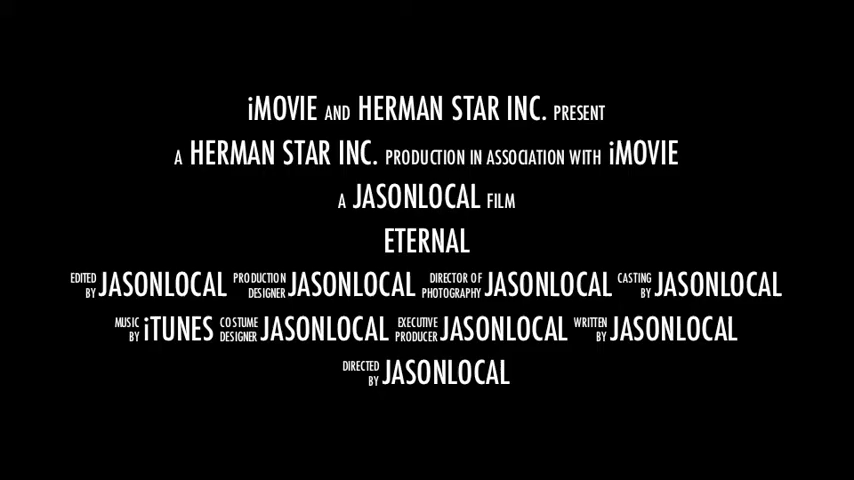 iMOVIE AND HERMAN STAR INC. PRESENT
A HERMAN STAR INC. PRODUCTION IN ASSOCIATION WITH iMOVIE
A JASONLOCAL FILM
ETERNAL
EDITED BY JASONLOCAL PRODUCTION DESIGNER JASONLOCAL DIRECTOR OF PHOTOGRAPHY JASONLOCAL CASTING BY JASONLOCAL
MUSIC BY iTUNES COSTUME DESIGNER JASONLOCAL EXECUTIVE PRODUCER JASONLOCAL WRITTEN BY JASONLOCAL
DIRECTED BY JASONLOCAL